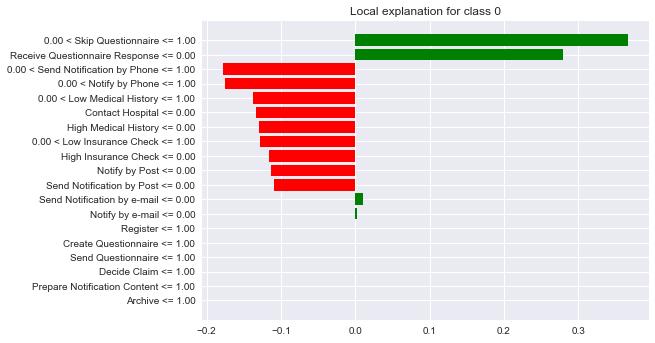 Local explanation for class 0
0.00 < Skip Questionnaire <= 1.00
Receive Questionnaire Response <= 0.00
0.00 < Send Notification by Phone <= 1.00
0.00 < Notify by Phone <= 1.00
0.00 < Low Medical History <= 1.00
Contact Hospital <= 0.00
High Medical History <= 0.00
0.00 < Low Insurance Check <= 1.00
High Insurance Check <= 0.00
Notify by Post <= 0.00
Send Notification by Post <= 0.00
Send Notification by e-mail <= 0.00
Notify by e-mail <= 0.00
Register <= 1.00
Create Questionnaire <= 1.00
Send Questionnaire <= 1.00
Decide Claim <= 1.00
Prepare Notification Content <= 1.00
Archive <= 1.00
−0.2 −0.1 0.0 0.1 0.2 0.3